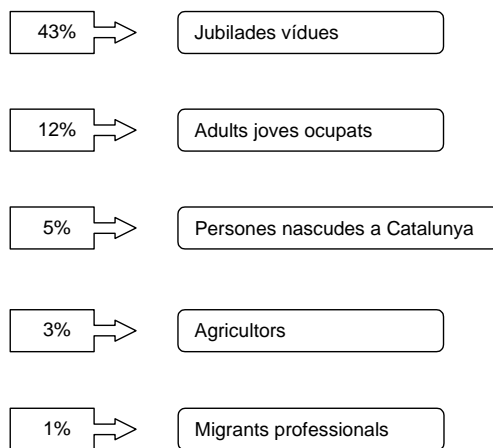 43% Jubilades vídues
12% Adults joves ocupats
5% Persones nascudes a Catalunya
3% Agricultors
1% Migrants professionals